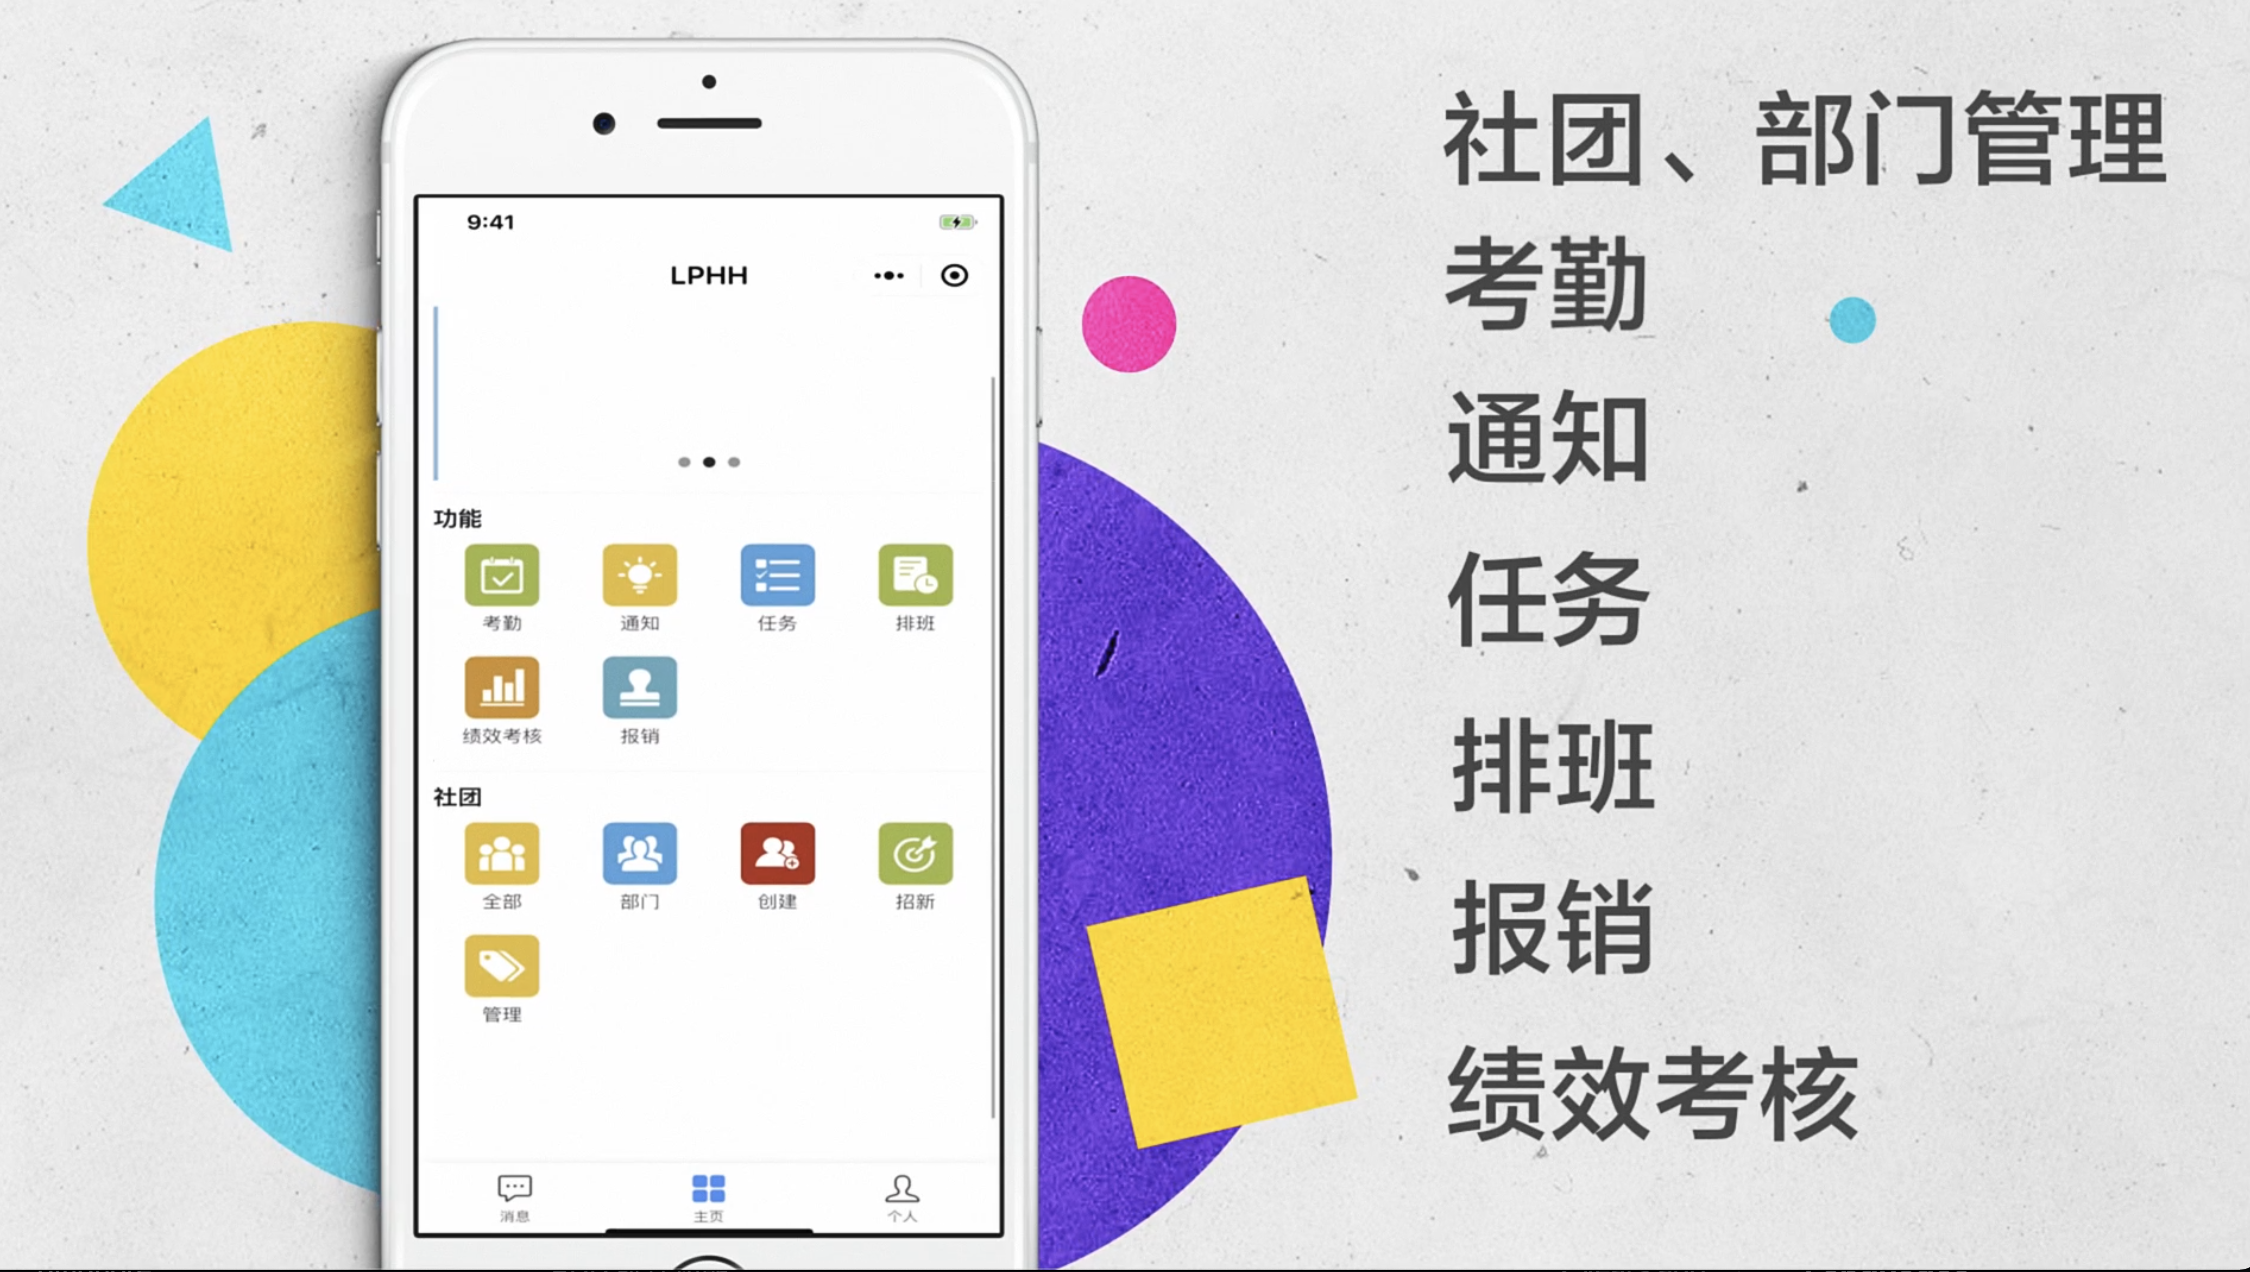 9:41
LPHH
功能
考勤 通知 任务 排班
绩效考核 报销
社团
全部 部门 创建 招新
管理
消息 主页 个人
社团、部门管理
考勤
通知
任务
排班
报销
绩效考核